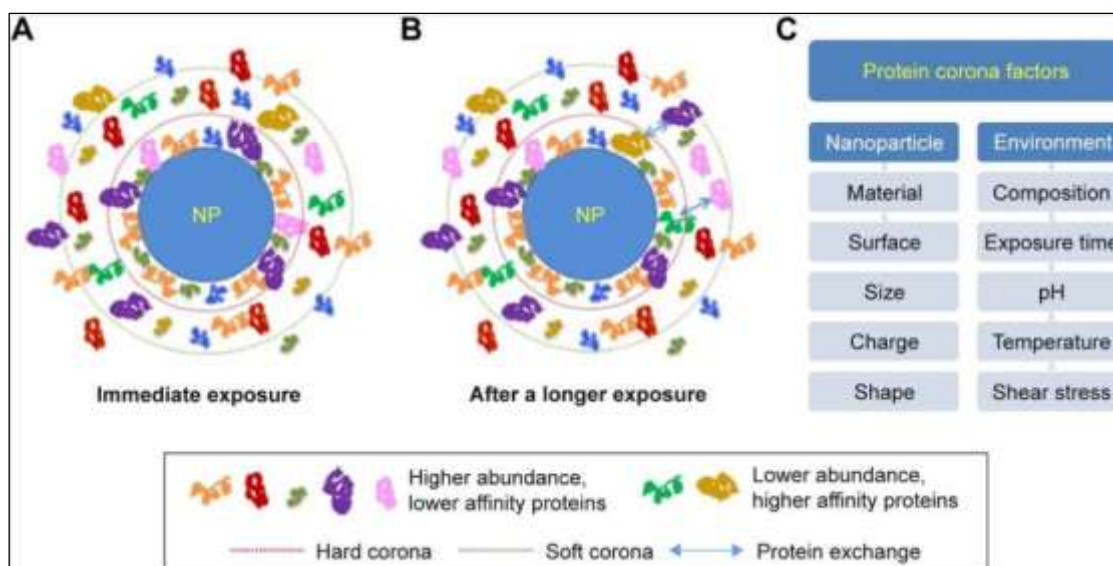 A
B
C
NP
NP
Immediate exposure
After a longer exposure
Protein corona factors
Nanoparticle
Environment
Material
Composition
Surface
Exposure time
Size
pH
Charge
Temperature
Shape
Shear stress
Higher abundance,
lower affinity proteins
Lower abundance,
higher affinity proteins
Hard corona
Soft corona
Protein exchange